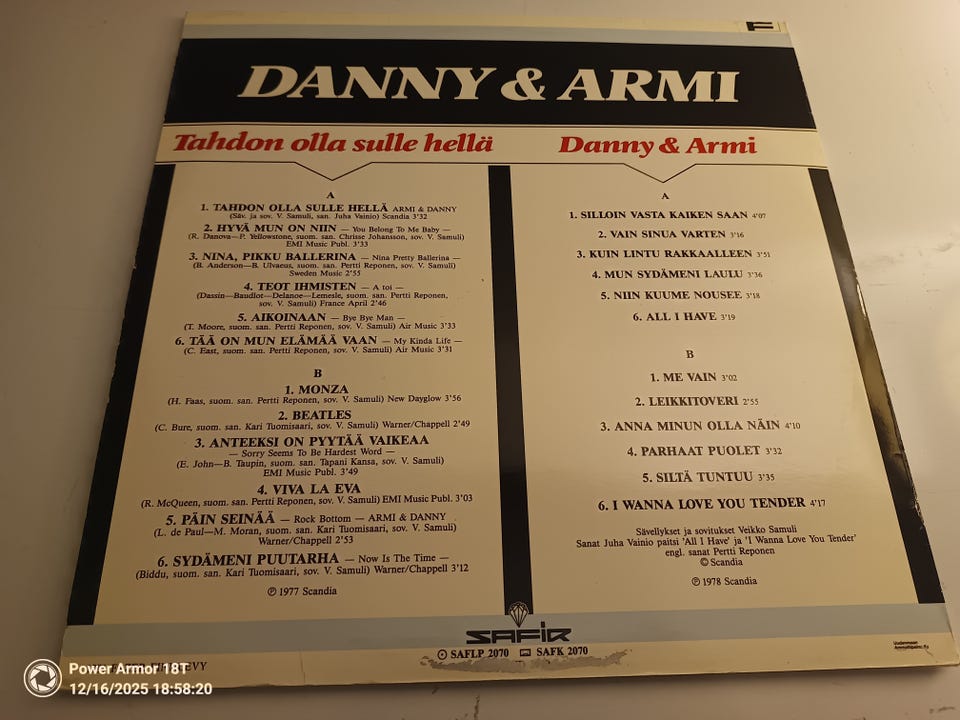 F
DANNY & ARMI
Tahdon olla sulle hellä
A
1. TAHDON OLLA SULLE HELLÄ ARMI & DANNY
(Säv. ja sov. V. Samuli, san. Juha Vainio) Scandia 3'32
2. HYVÄ MUN ON NIIN — You Belong To Me Baby —
(R. Danova—P. Yellowstone, suom. san. Chrisse Johansson, sov. V. Samuli)
EMI Music Publ. 3'33
3. NINA, PIKKU BALLERINA — Nina Pretty Ballerina —
(B. Anderson—B. Ulvaeus, suom. san. Pertti Reponen, sov. V. Samuli)
Sweden Music 2'55
4. TEOT IHMISTEN — A toi —
(Dassin—Baudlot—Delanoe—Lemesle, suom. san. Pertti Reponen,
sov. V. Samuli) France April 2'46
5. AIKOINAAN — Bye Bye Man —
(T. Moore, suom. san. Pertti Reponen, sov. V. Samuli) Air Music 3'33
6. TÄÄ ON MUN ELÄMÄÄ VAAN — My Kinda Life —
(C. East, suom. san. Pertti Reponen, sov. V. Samuli) Air Music 3'31
B
1. MONZA
(H. Faas, suom. san. Pertti Reponen, sov. V. Samuli) New Dayglow 3'56
2. BEATLES
(C. Bure, suom. san. Kari Tuomisaari, sov. V. Samuli) Warner/Chappell 2'49
3. ANTEEKSI ON PYYTÄÄ VAIKEAA
— Sorry Seems To Be Hardest Word —
(E. John—B. Taupin, suom. san. Tapani Kansa, sov. V. Samuli)
EMI Music Publ. 3'49
4. VIVA LA EVA
(R. McQueen, suom. san. Pertti Reponen, sov. V. Samuli) EMI Music Publ. 3'03
5. PÄIN SEINÄÄ — Rock Bottom — ARMI & DANNY
(L. de Paul—M. Moran, suom. san. Kari Tuomisaari, sov. V. Samuli)
Warner/Chappell 2'53
6. SYDÄMENI PUUTARHA — Now Is The Time —
(Biddu, suom. san. Kari Tuomisaari, sov. V. Samuli) Warner/Chappell 3'12
℗ 1977 Scandia
Danny & Armi
A
1. SILLOIN VASTA KAIKEN SAAN 4'07
2. VAIN SINUA VARTEN 3'16
3. KUIN LINTU RAKKAALLEEN 3'51
4. MUN SYDÄMENI LAULU 3'36
5. NIIN KUUME NOUSEE 3'18
6. ALL I HAVE 3'19
B
1. ME VAIN 3'02
2. LEIKKITOVERI 2'55
3. ANNA MINUN OLLA NÄIN 4'10
4. PARHAAT PUOLET 3'32
5. SILTÄ TUNTUU 3'35
6. I WANNA LOVE YOU TENDER 4'17
Sävellykset ja sovitukset Veikko Samuli
Sanat Juha Vainio paitsi 'All I Have' ja 'I Wanna Love You Tender'
engl. sanat Pertti Reponen
© Scandia
℗ 1978 Scandia
SAFIR
SAFLP 2070 SAFK 2070
Power Armor 18T
12/16/2025 18:58:20